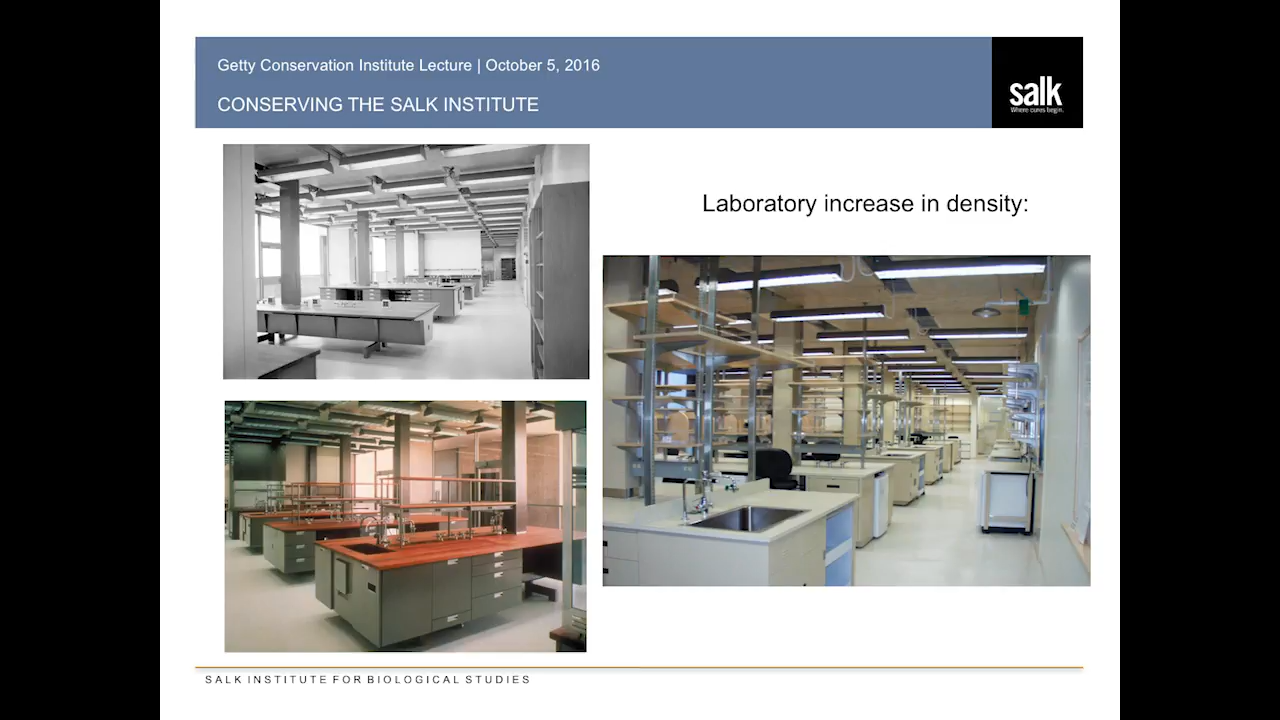 Getty Conservation Institute Lecture | October 5, 2016
CONSERVING THE SALK INSTITUTE
salk
Where cures begin.
Laboratory increase in density:
SALK INSTITUTE FOR BIOLOGICAL STUDIES